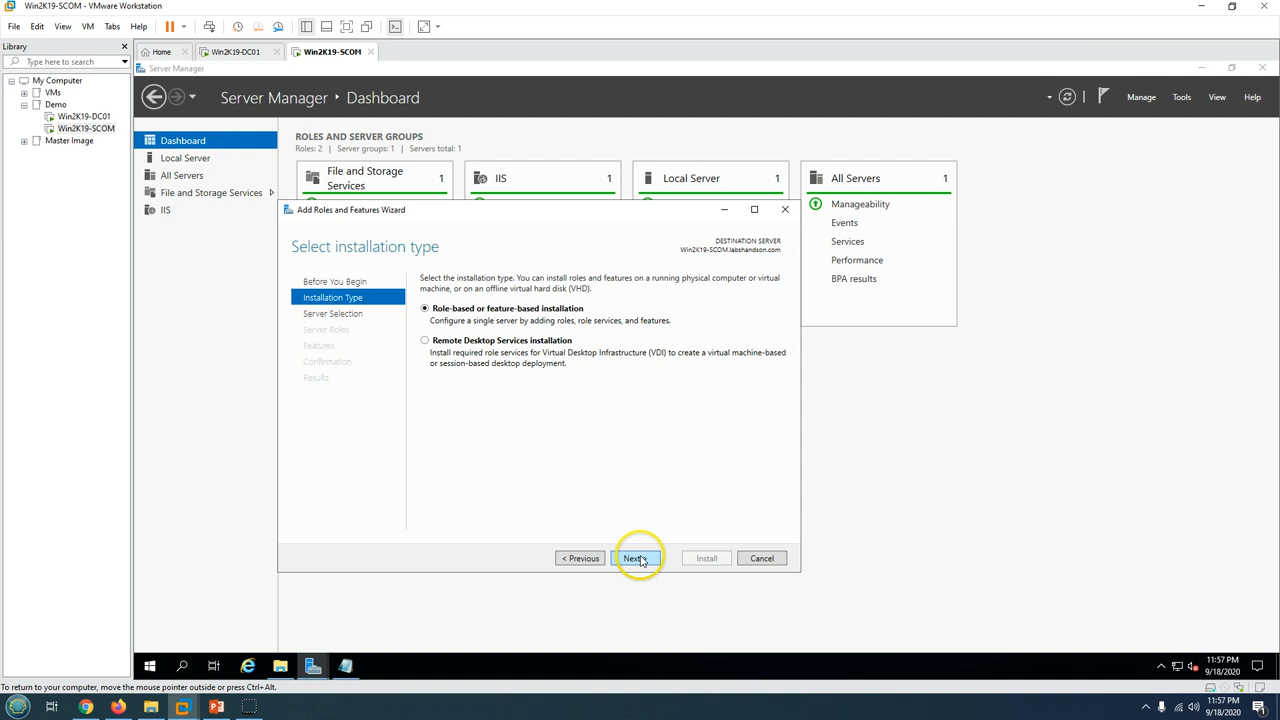 Win2K19-SCOM - VMware Workstation
File Edit View VM Tabs Help
Library
Type here to search
My Computer
VMs
Demo
Win2K19-DC01
Win2K19-SCOM
Master Image
Home Win2K19-DC01 Win2K19-SCOM
Server Manager
Server Manager Dashboard
Manage Tools View Help
Dashboard
Local Server
All Servers
File and Storage Services
IIS
ROLES AND SERVER GROUPS
Roles: 2 | Server groups: 1 | Servers total: 1
File and Storage Services 1
IIS 1
Local Server 1
All Servers 1
Manageability
Events
Services
Performance
BPA results
Add Roles and Features Wizard
Select installation type
DESTINATION SERVER
Win2K19-SCOM.labshandson.com
Before You Begin
Installation Type
Server Selection
Server Roles
Features
Confirmation
Results
Select the installation type. You can install roles and features on a running physical computer or virtual
machine, or on an offline virtual hard disk (VHD).
Role-based or feature-based installation
Configure a single server by adding roles, role services, and features.
Remote Desktop Services installation
Install required role services for Virtual Desktop Infrastructure (VDI) to create a virtual machine-based
or session-based desktop deployment.
< Previous Next > Install Cancel
11:57 PM
9/18/2020
To return to your computer, move the mouse pointer outside or press Ctrl+Alt.
11:57 PM
9/18/2020